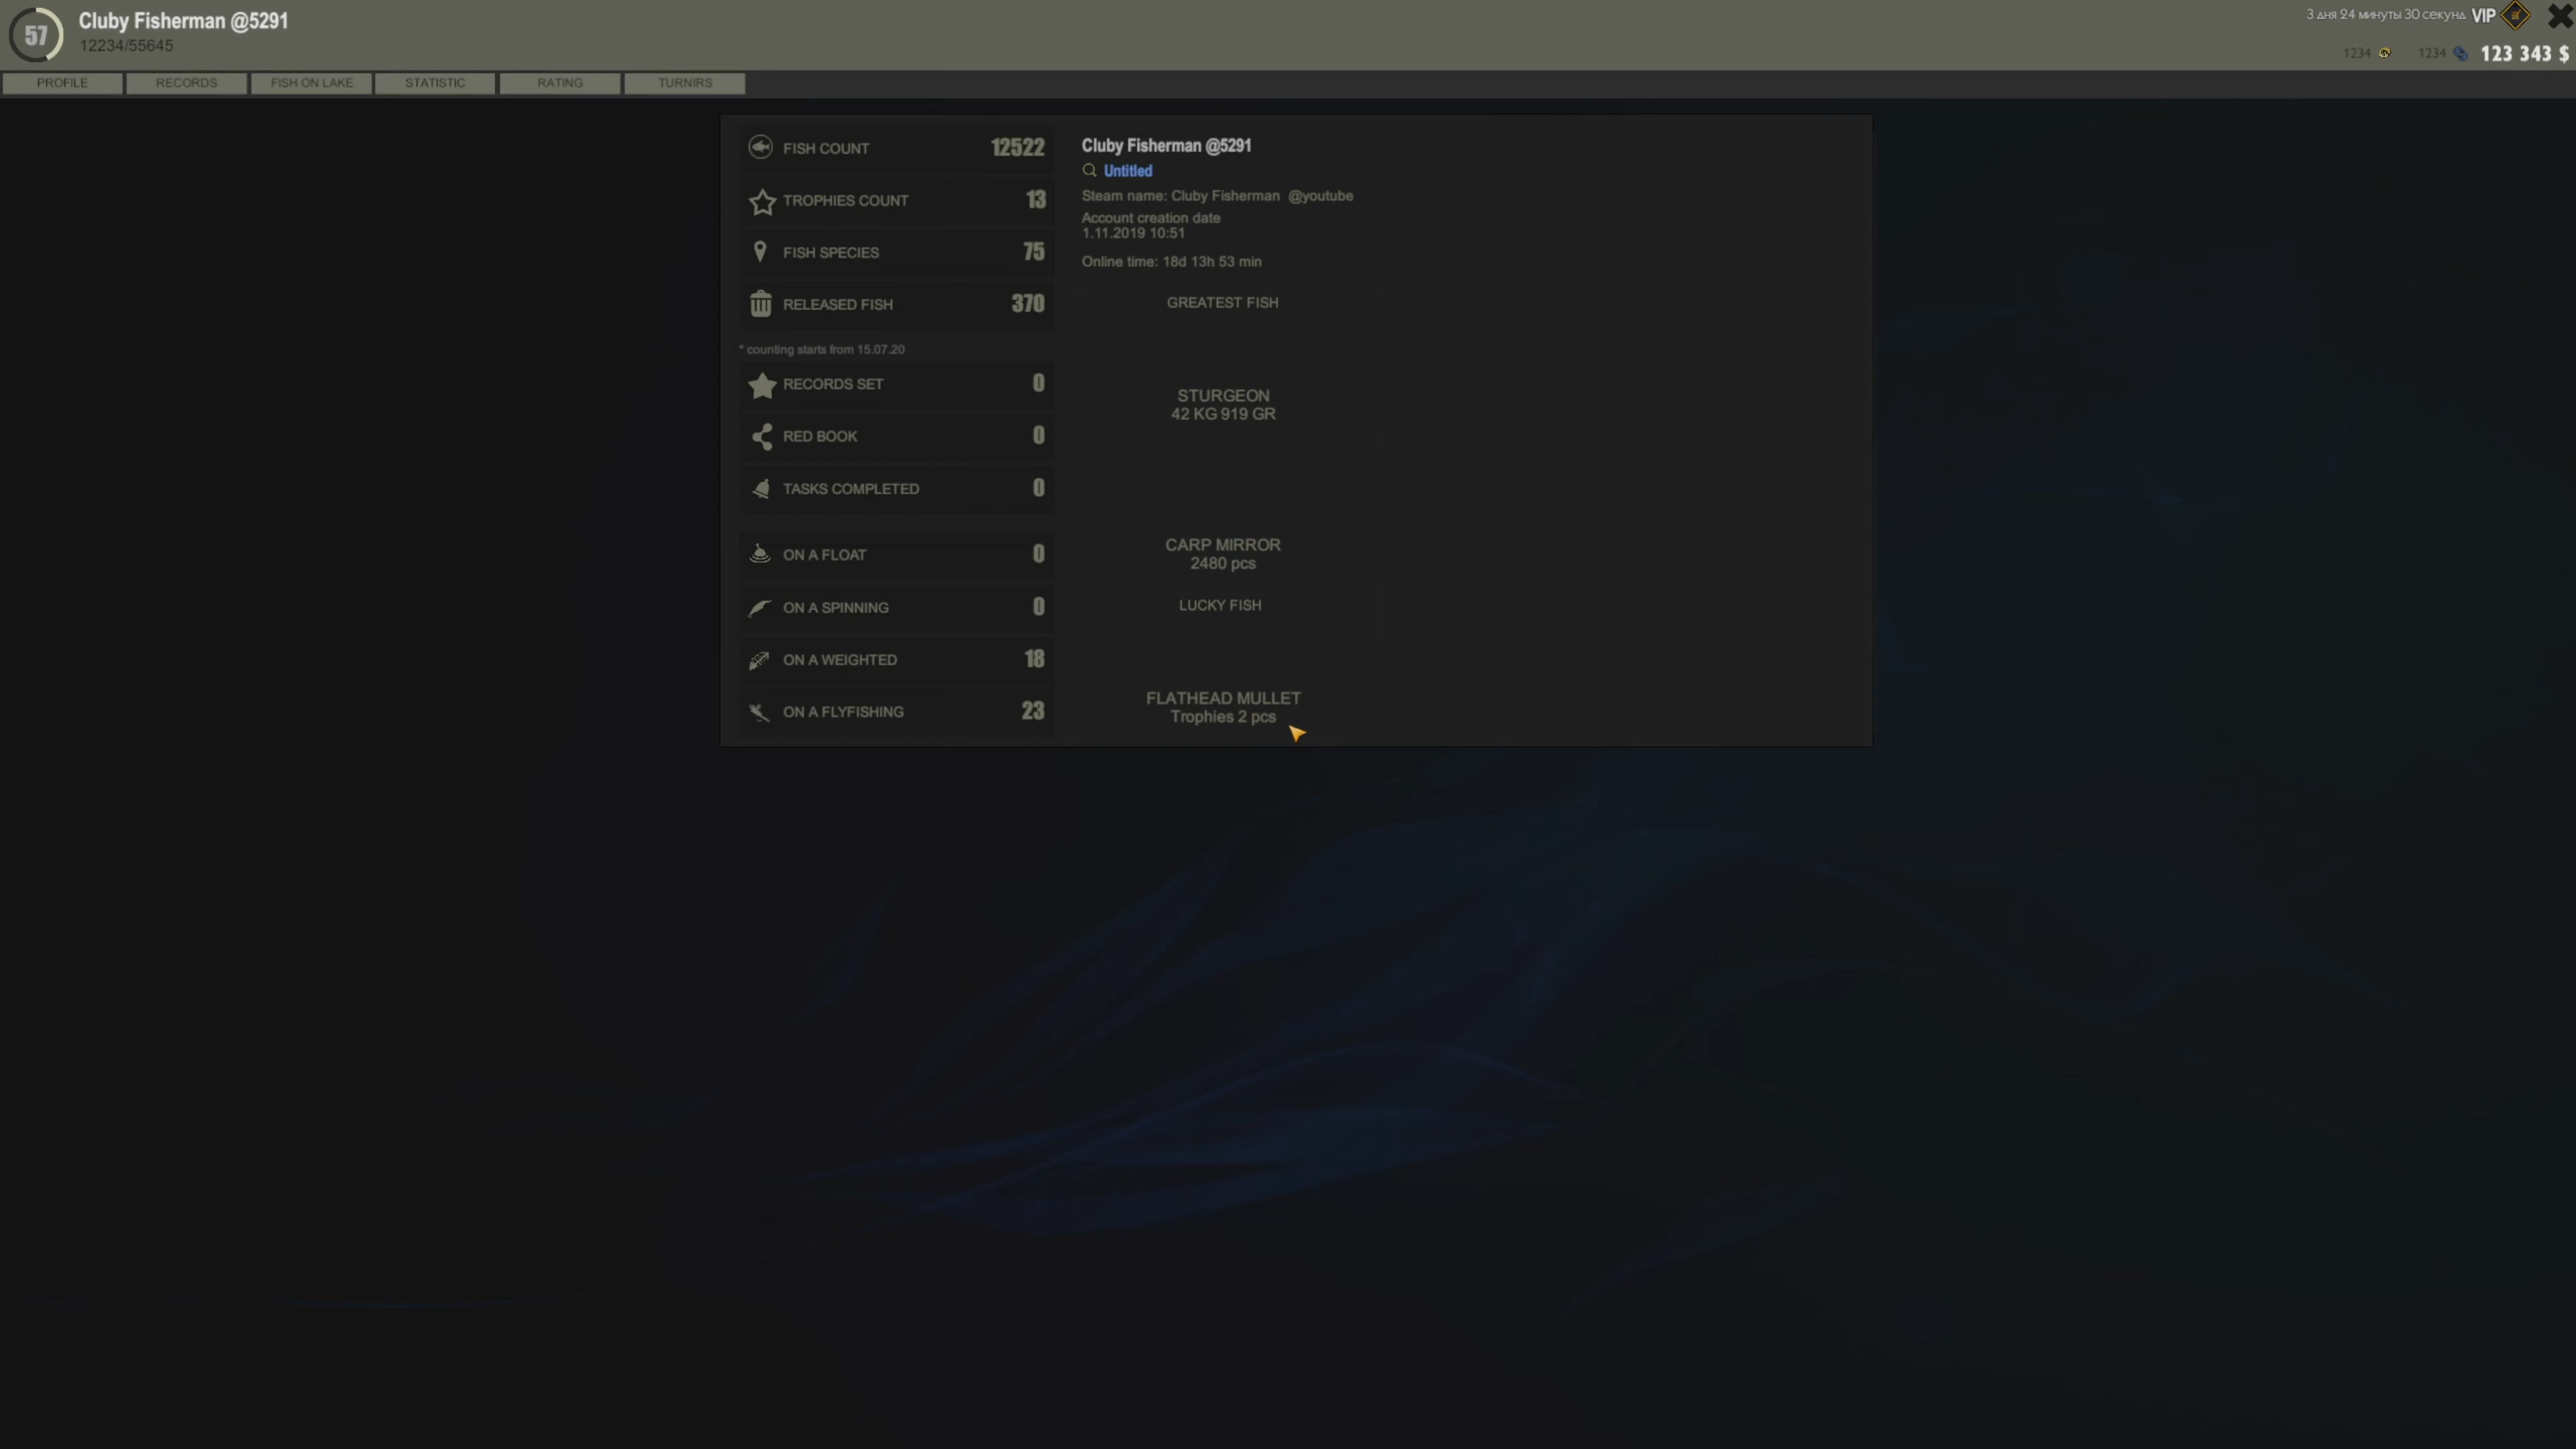 57
Cluby Fisherman @5291
12234/55645
3 дня 24 минуты 30 секунд VIP
1234 1234 123 343 $
PROFILE RECORDS FISH ON LAKE STATISTIC RATING TURNIRS
FISH COUNT 12522
TROPHIES COUNT 13
FISH SPECIES 75
RELEASED FISH 370
* counting starts from 15.07.20
RECORDS SET 0
RED BOOK 0
TASKS COMPLETED 0
ON A FLOAT 0
ON A SPINNING 0
ON A WEIGHTED 18
ON A FLYFISHING 23
Cluby Fisherman @5291
Untitled
Steam name: Cluby Fisherman @youtube
Account creation date
1.11.2019 10:51
Online time: 18d 13h 53 min
GREATEST FISH
STURGEON
42 KG 919 GR
CARP MIRROR
2480 pcs
LUCKY FISH
FLATHEAD MULLET
Trophies 2 pcs